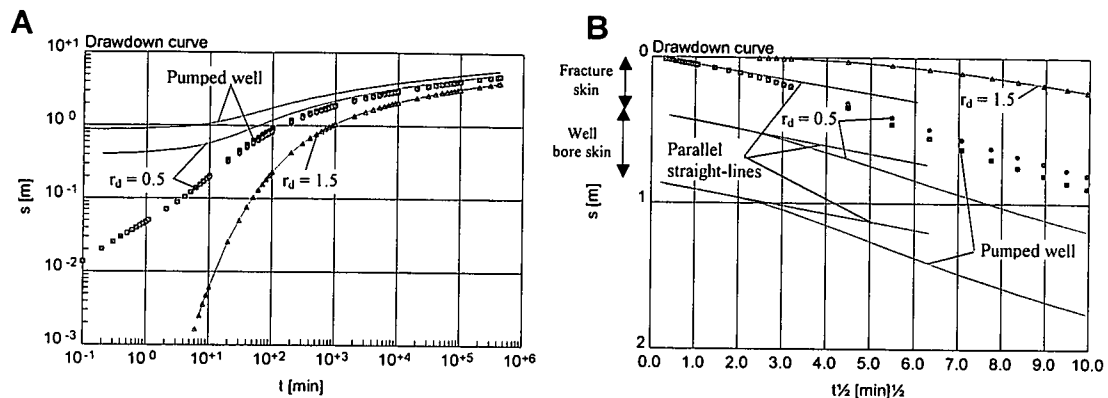 A
Drawdown curve
10+1
10 0
10-1
10-2
10-3
s [m]
Pumped well
r_d = 0.5
r_d = 1.5
10-1
10 0
10+1
10+2
10+3
10+4
10+5
10+6
t [min]
B
Drawdown curve
0
1
2
s [m]
Fracture
skin
Well
bore skin
r_d = 1.5
r_d = 0.5
Parallel
straight-lines
Pumped well
0.0 1.0 2.0 3.0 4.0 5.0 6.0 7.0 8.0 9.0 10.0
t½ [min]½